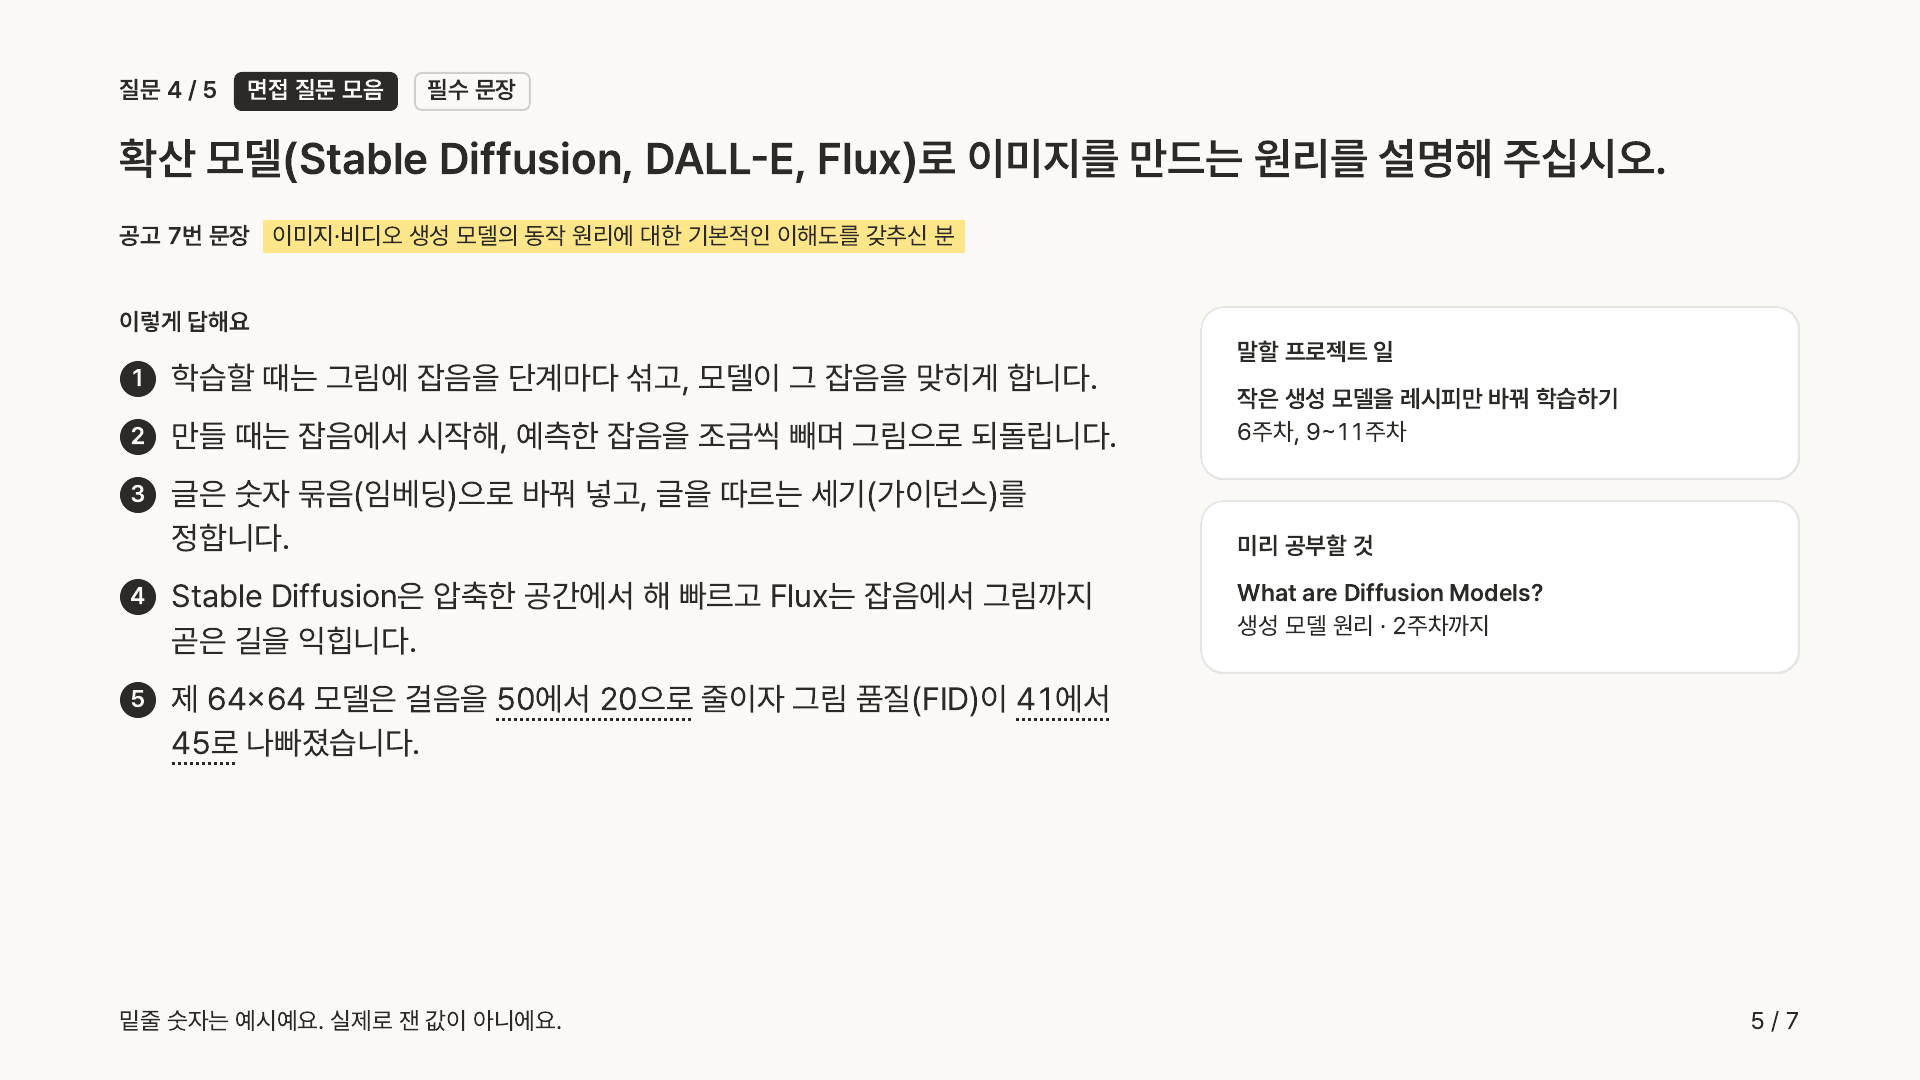 질문 4 / 5 면접 질문 모음 필수 문장
확산 모델(Stable Diffusion, DALL-E, Flux)로 이미지를 만드는 원리를 설명해 주십시오.
공고 7번 문장 이미지·비디오 생성 모델의 동작 원리에 대한 기본적인 이해도를 갖추신 분
이렇게 답해요
1 학습할 때는 그림에 잡음을 단계마다 섞고, 모델이 그 잡음을 맞히게 합니다.
2 만들 때는 잡음에서 시작해, 예측한 잡음을 조금씩 빼며 그림으로 되돌립니다.
3 글은 숫자 묶음(임베딩)으로 바꿔 넣고, 글을 따르는 세기(가이던스)를
정합니다.
4 Stable Diffusion은 압축한 공간에서 해 빠르고 Flux는 잡음에서 그림까지
곧은 길을 익힙니다.
5 제 64×64 모델은 걸음을 50에서 20으로 줄이자 그림 품질(FID)이 41에서
45로 나빠졌습니다.
말할 프로젝트 일
작은 생성 모델을 레시피만 바꿔 학습하기
6주차, 9~11주차
미리 공부할 것
What are Diffusion Models?
생성 모델 원리 · 2주차까지
밑줄 숫자는 예시예요. 실제로 잰 값이 아니에요.
5 / 7